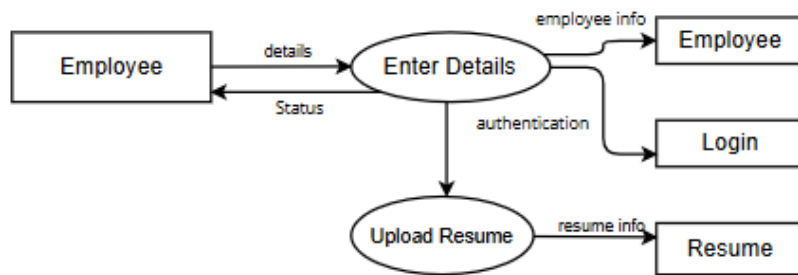 employee info
Employee
details
Enter Details
Employee
Status
authentication
Login
Upload Resume
resume info
Resume